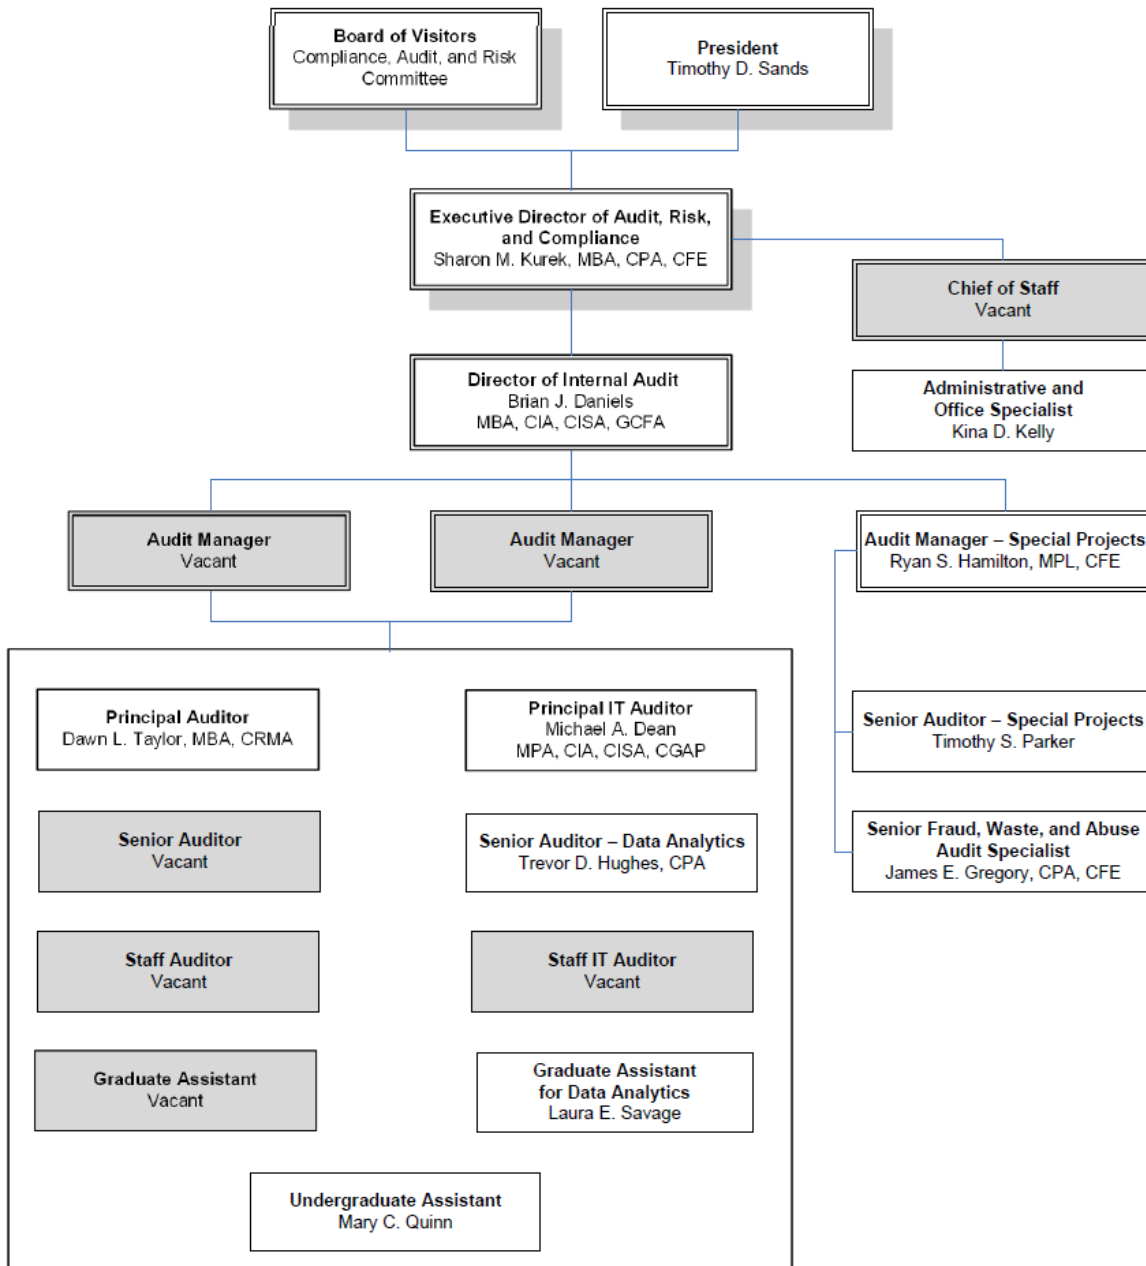 Board of Visitors
Compliance, Audit, and Risk
Committee
President
Timothy D. Sands
Executive Director of Audit, Risk,
and Compliance
Sharon M. Kurek, MBA, CPA, CFE
Chief of Staff
Vacant
Director of Internal Audit
Brian J. Daniels
MBA, CIA, CISA, GCFA
Administrative and
Office Specialist
Kina D. Kelly
Audit Manager
Vacant
Audit Manager
Vacant
Audit Manager – Special Projects
Ryan S. Hamilton, MPL, CFE
Principal Auditor
Dawn L. Taylor, MBA, CRMA
Principal IT Auditor
Michael A. Dean
MPA, CIA, CISA, CGAP
Senior Auditor – Special Projects
Timothy S. Parker
Senior Auditor
Vacant
Senior Auditor – Data Analytics
Trevor D. Hughes, CPA
Senior Fraud, Waste, and Abuse
Audit Specialist
James E. Gregory, CPA, CFE
Staff Auditor
Vacant
Staff IT Auditor
Vacant
Graduate Assistant
Vacant
Graduate Assistant
for Data Analytics
Laura E. Savage
Undergraduate Assistant
Mary C. Quinn